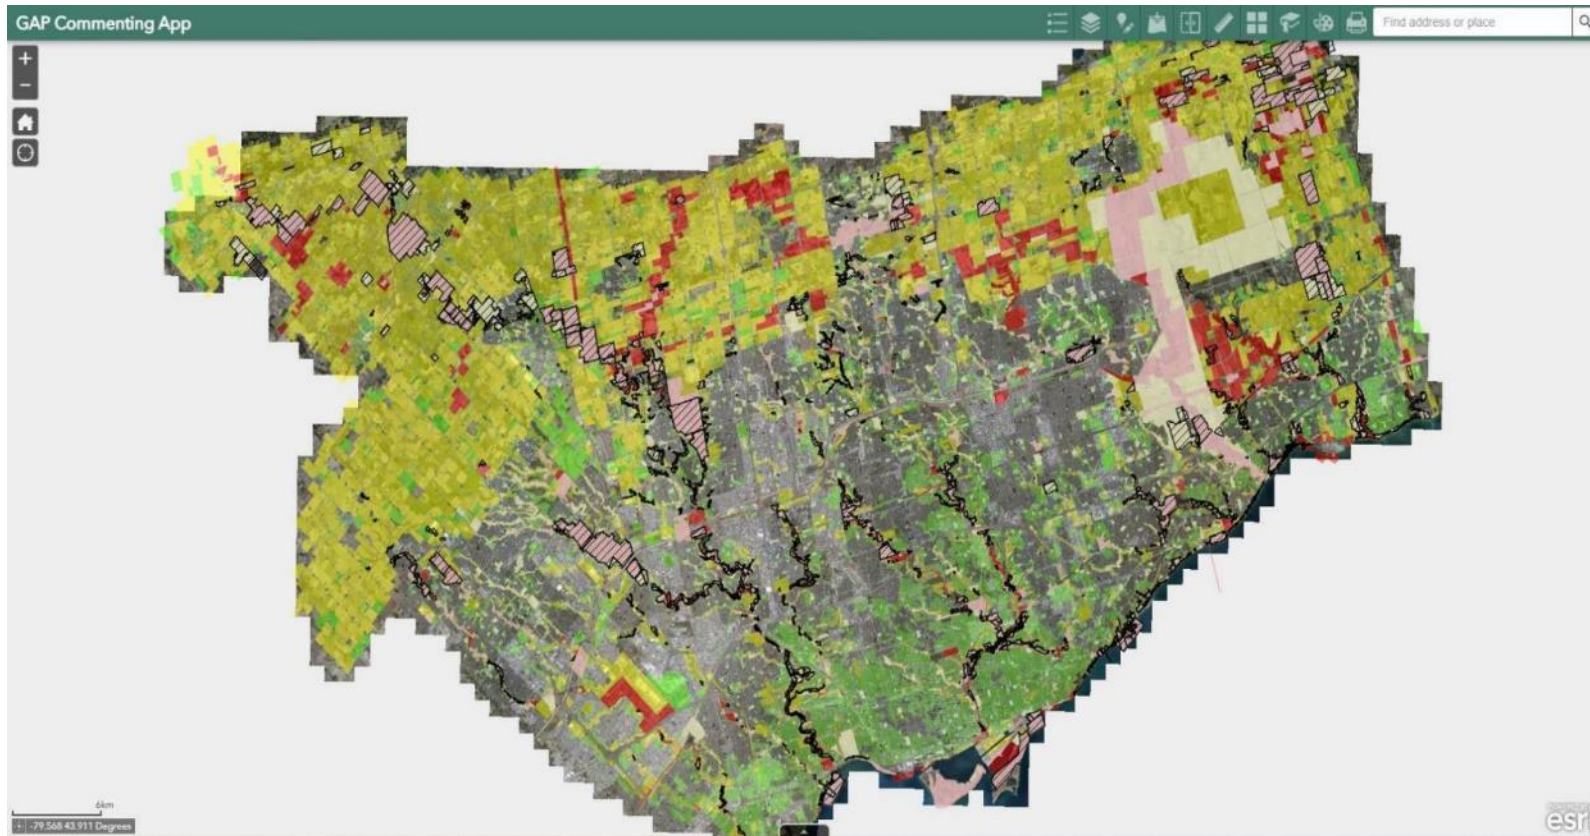 GAP Commenting App
Find address or place
+
−
6km
-79.568 43.911 Degrees
esri